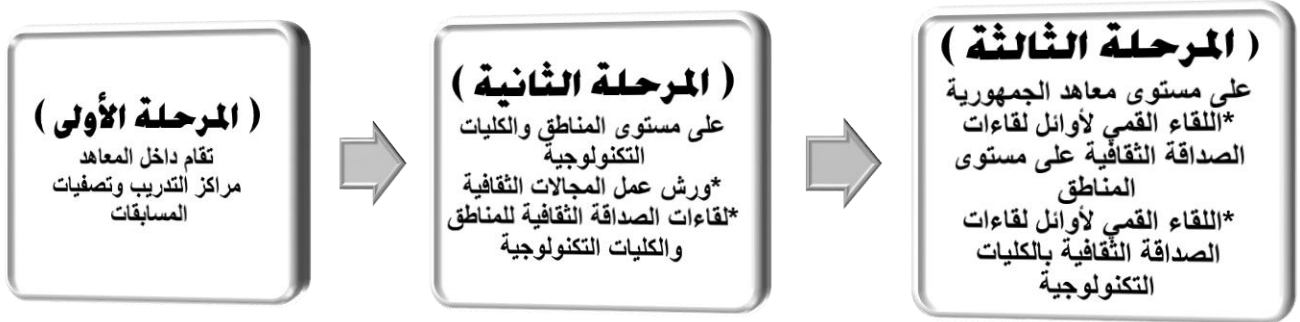 ( المرحلة الأولى )
تقام داخل المعاهد
مراكز التدريب وتصفيات
المسابقات
( المرحلة الثانية )
على مستوى المناطق والكليات
التكنولوجية
*ورش عمل المجالات الثقافية
*لقاءات الصداقة الثقافية للمناطق
والكليات التكنولوجية
( المرحلة الثالثة )
على مستوى معاهد الجمهورية
*اللقاء القمي لأوائل لقاءات
الصداقة الثقافية على مستوى
المناطق
*اللقاء القمي لأوائل لقاءات
الصداقة الثقافية بالكليات
التكنولوجية